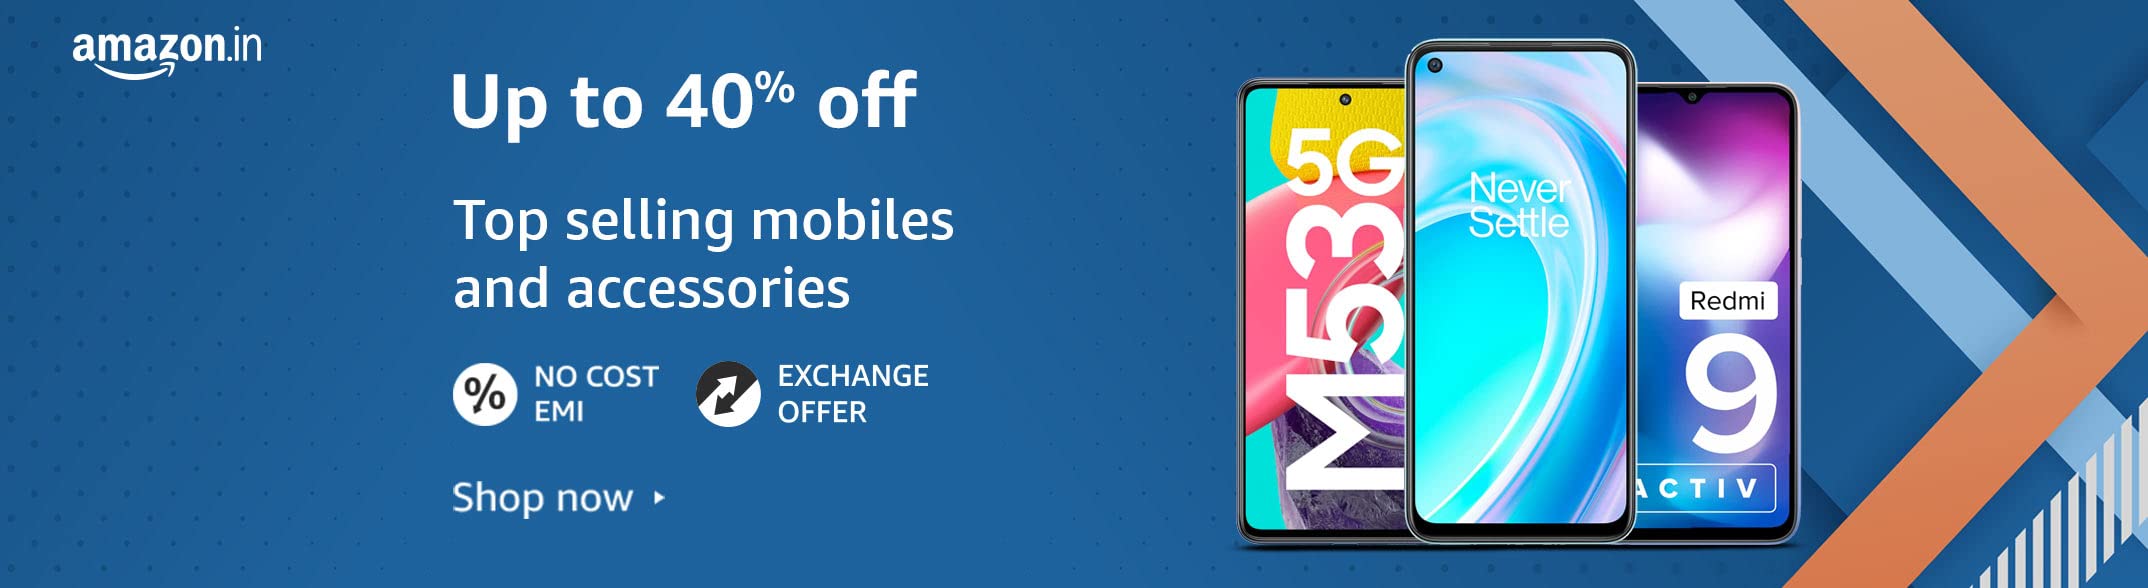 amazon.in
Up to 40% off
Top selling mobiles
and accessories
% NO COST
EMI
EXCHANGE
OFFER
Shop now
5G
M53
Never
Settle
Redmi
9
ACTIV